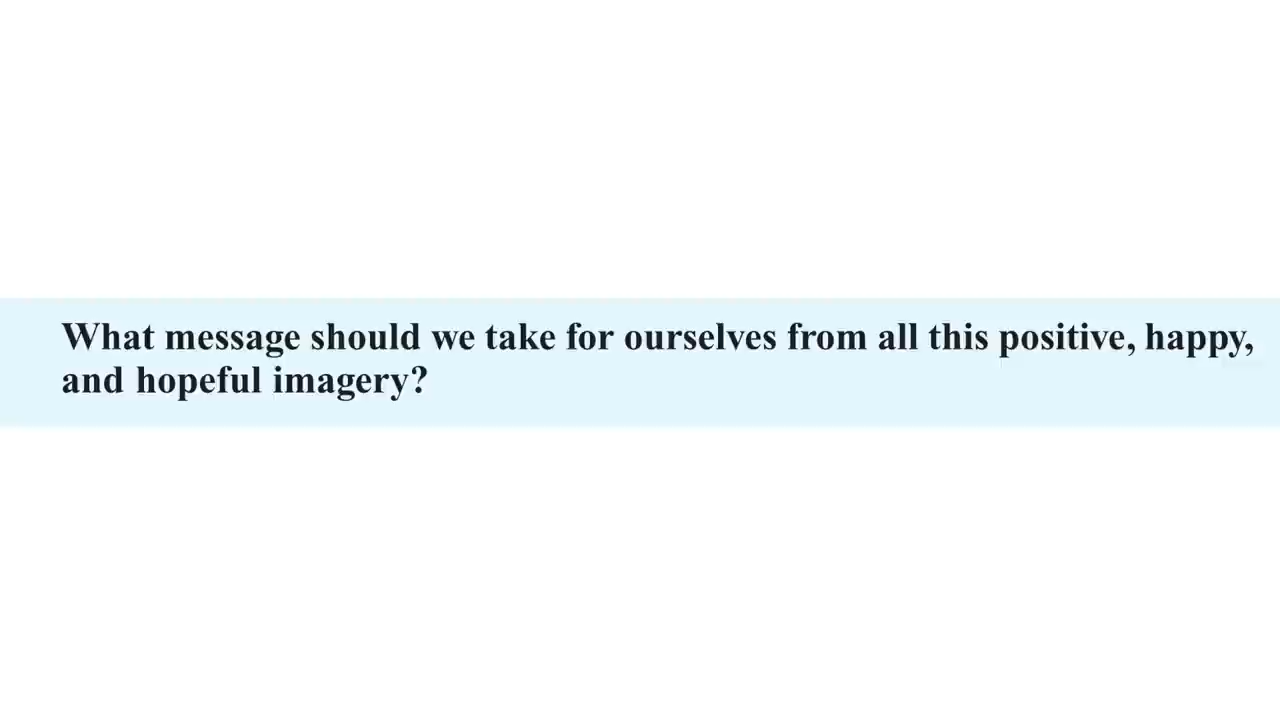 What message should we take for ourselves from all this positive, happy,
and hopeful imagery?